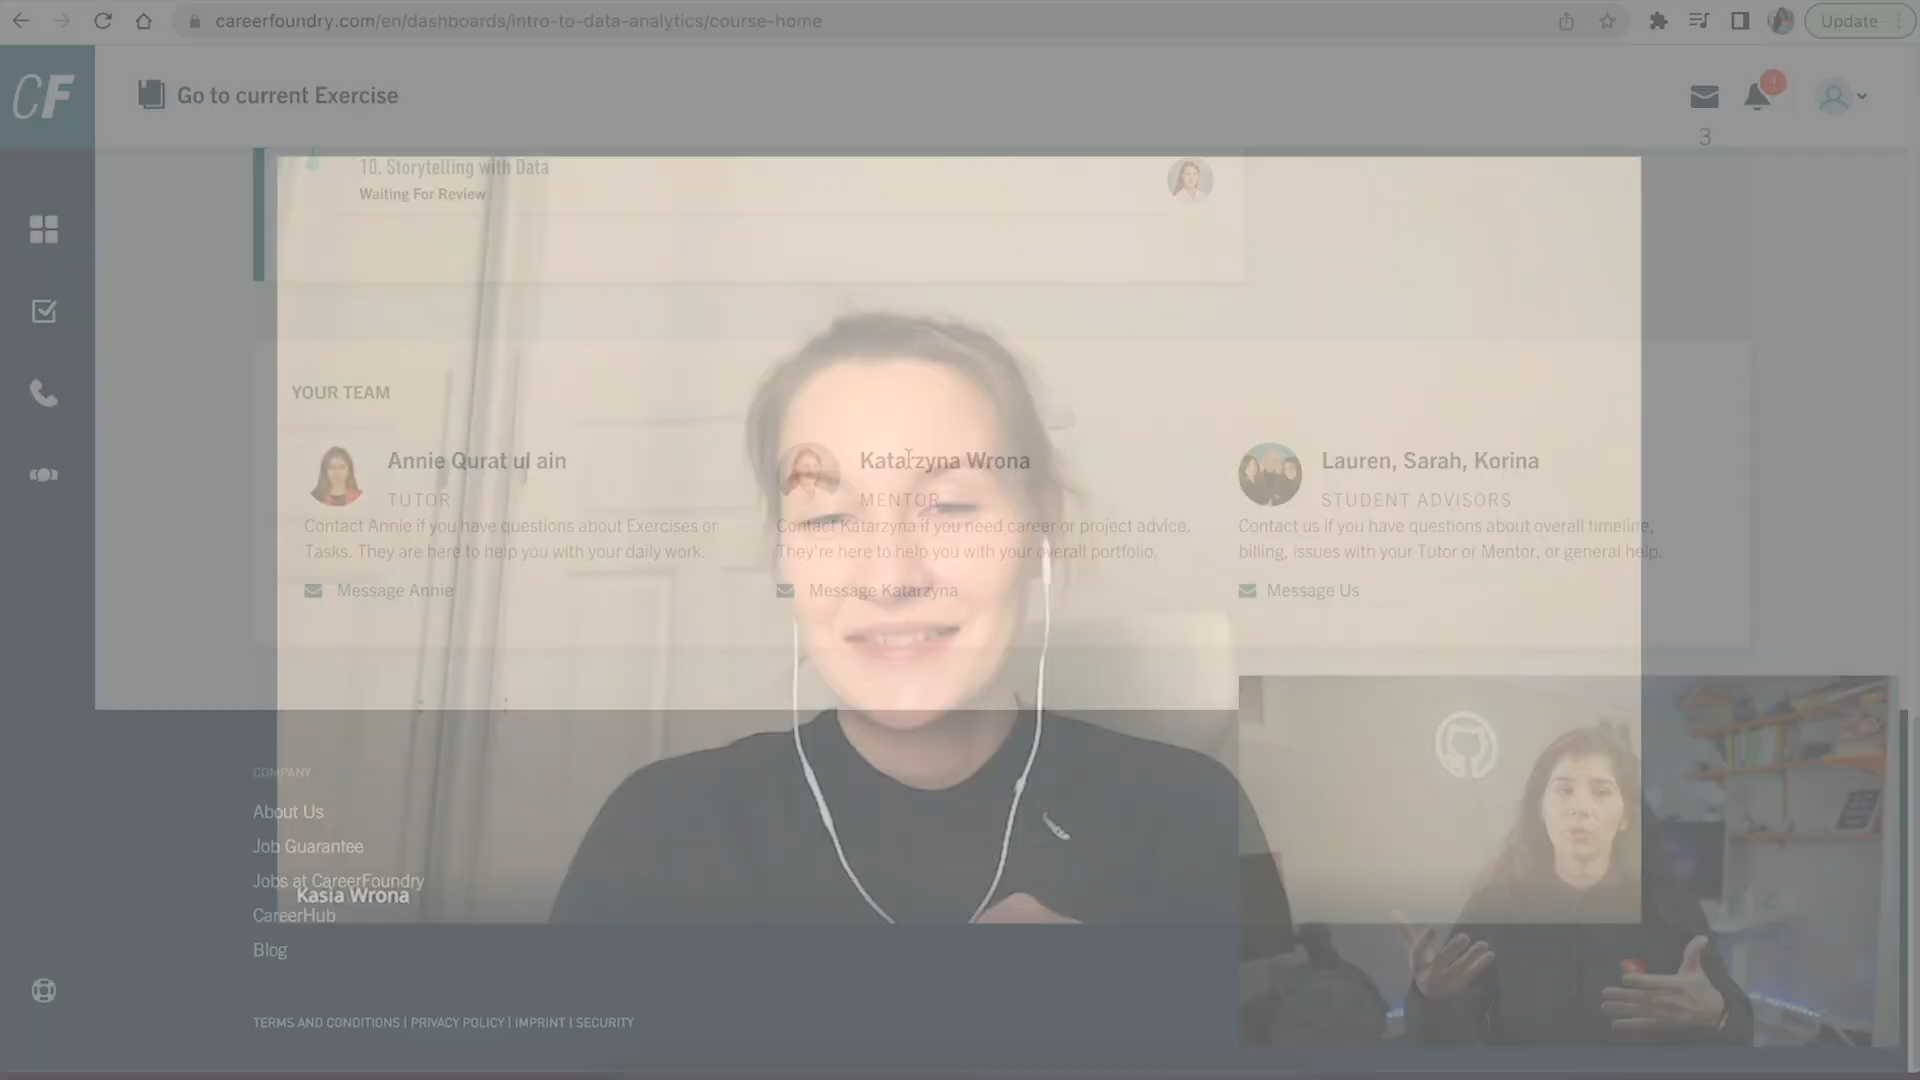 careerfoundry.com/en/dashboards/intro-to-data-analytics/course-home
Update
CF
Go to current Exercise
3
10. Storytelling with Data
Waiting For Review
YOUR TEAM
Annie Qurat ul ain
TUTOR
Contact Annie if you have questions about Exercises or
Tasks. They are here to help you with your daily work.
Message Annie
Katarzyna Wrona
MENTOR
Contact Katarzyna if you need career or project advice.
They're here to help you with your overall portfolio.
Message Katarzyna
Lauren, Sarah, Korina
STUDENT ADVISORS
Contact us if you have questions about overall timeline,
billing, issues with your Tutor or Mentor, or general help.
Message Us
COMPANY
About Us
Job Guarantee
Jobs at CareerFoundry
Kasia Wrona
CareerHub
Blog
TERMS AND CONDITIONS | PRIVACY POLICY | IMPRINT | SECURITY